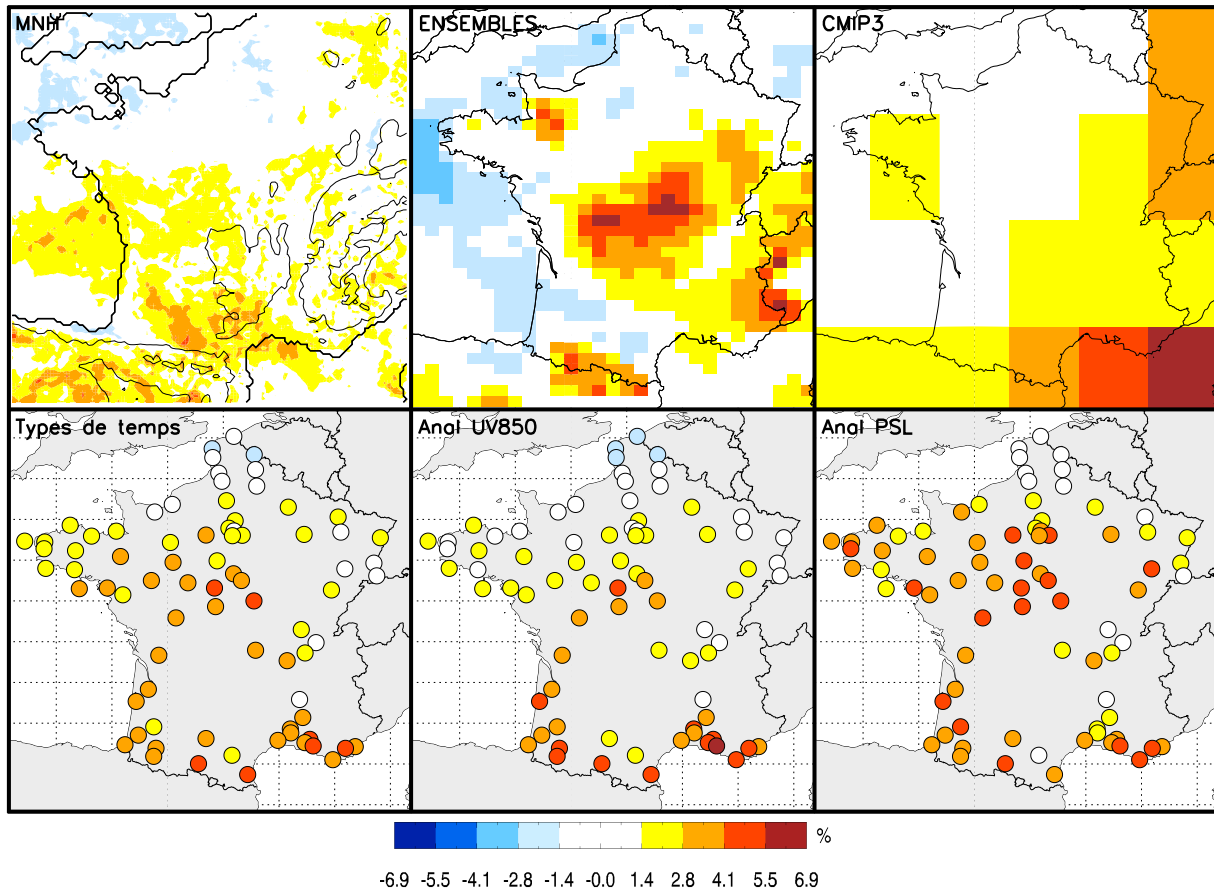 MNH ENSEMBLES CMIP3
Types de temps Anal UV850 Anal PSL
%
-6.9 -5.5 -4.1 -2.8 -1.4 -0.0 1.4 2.8 4.1 5.5 6.9